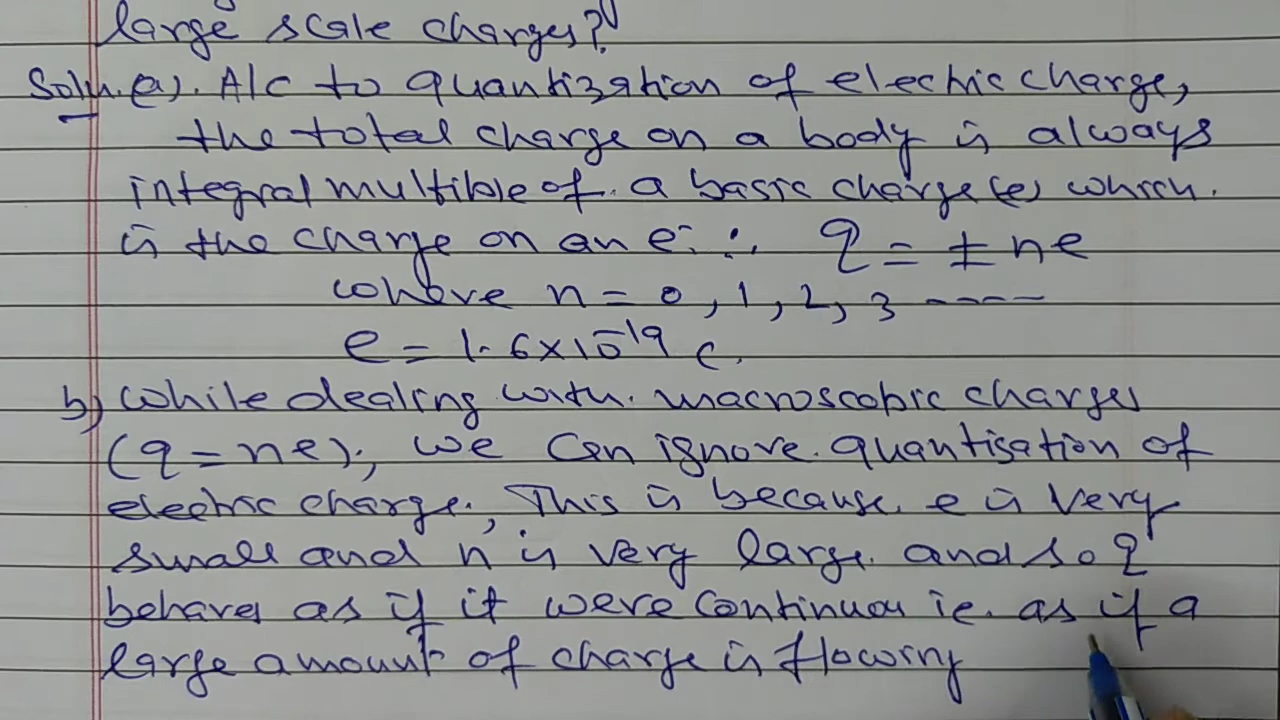 large scale charges?
Soln. (a). A/c to quantization of electric charge,
the total charge on a body is always
integral multiple of a basic charge (e) which
is the charge on an e⁻. ∴ q = ± ne
where n = 0, 1, 2, 3 ----
e = 1.6×10⁻¹⁹ C.
b) While dealing with macroscopic charges
(q = ne), we can ignore quantisation of
electric charge. This is because e is very
small and n is very large and so q
behaves as if it were continuous ie. as if a
large amount of charge is flowing